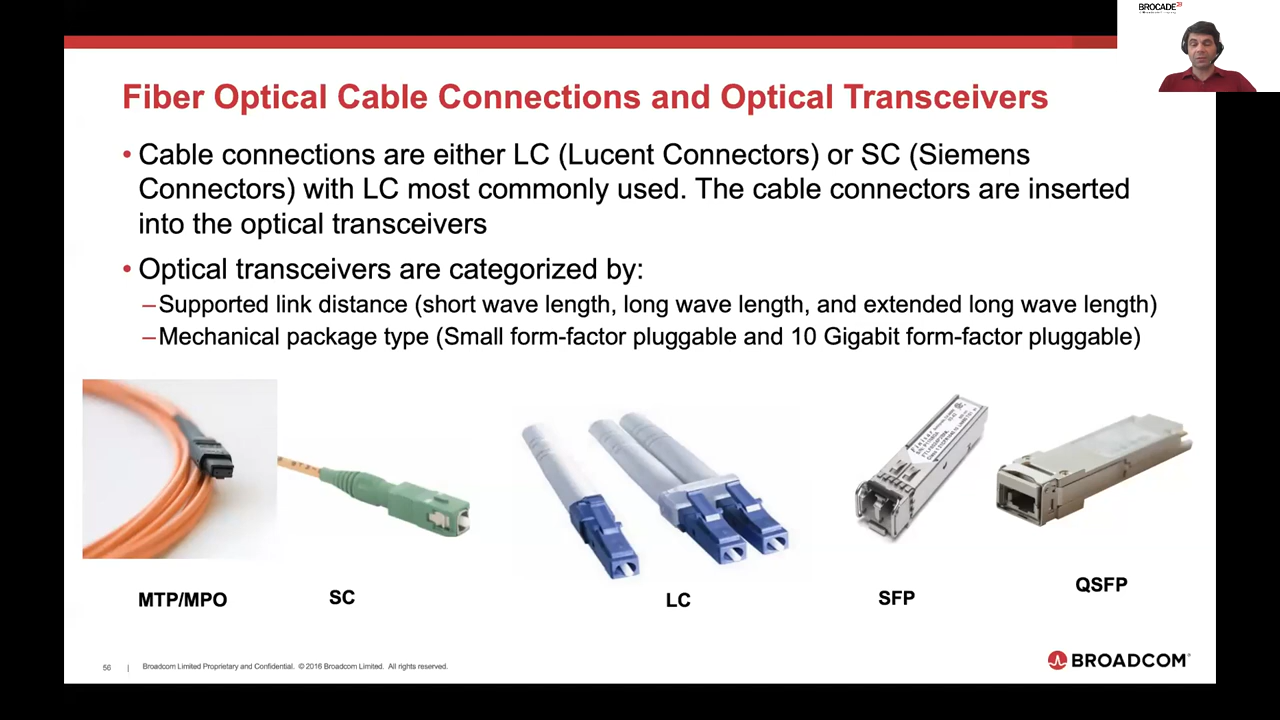 BROCADE
Fiber Optical Cable Connections and Optical Transceivers
• Cable connections are either LC (Lucent Connectors) or SC (Siemens
Connectors) with LC most commonly used. The cable connectors are inserted
into the optical transceivers
• Optical transceivers are categorized by:
–Supported link distance (short wave length, long wave length, and extended long wave length)
–Mechanical package type (Small form-factor pluggable and 10 Gigabit form-factor pluggable)
MTP/MPO
SC
LC
SFP
QSFP
56 | Broadcom Limited Proprietary and Confidential. © 2016 Broadcom Limited. All rights reserved.
BROADCOM®